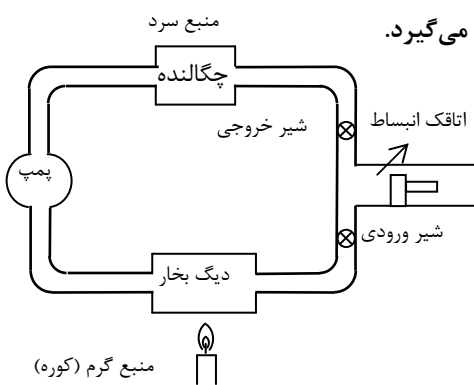 می‌گیرد.
منبع سرد
چگالنده
شیر خروجی
اتاقک انبساط
پمپ
شیر ورودی
دیگ بخار
منبع گرم (کوره)